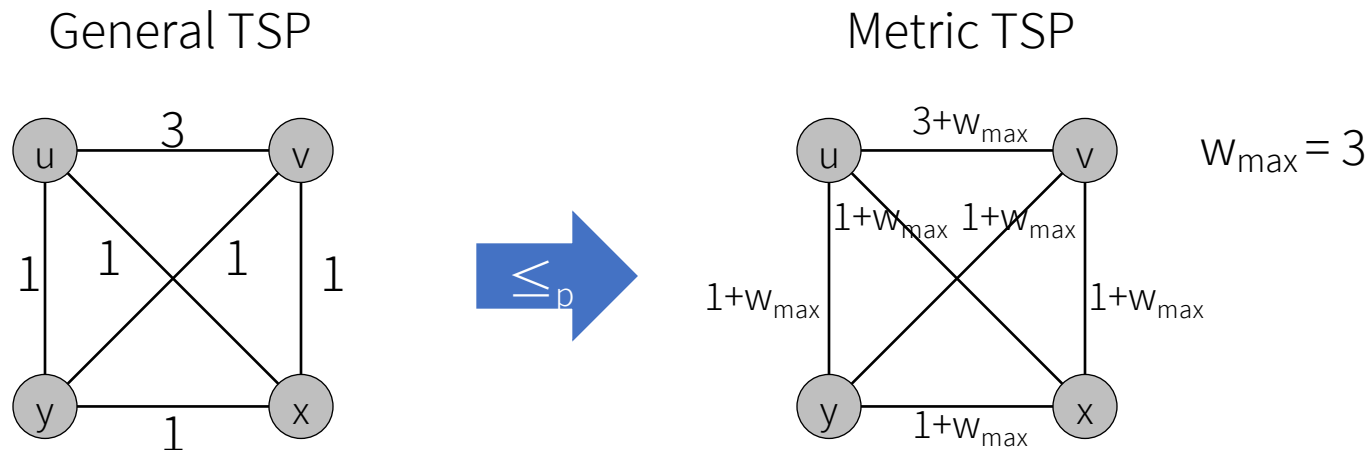 General TSP
Metric TSP
3
3+wmax
u
v
u
v
wmax = 3
1+wmax
1+wmax
1
1
1
1
≤p
1+wmax
1+wmax
y
x
y
x
1
1+wmax